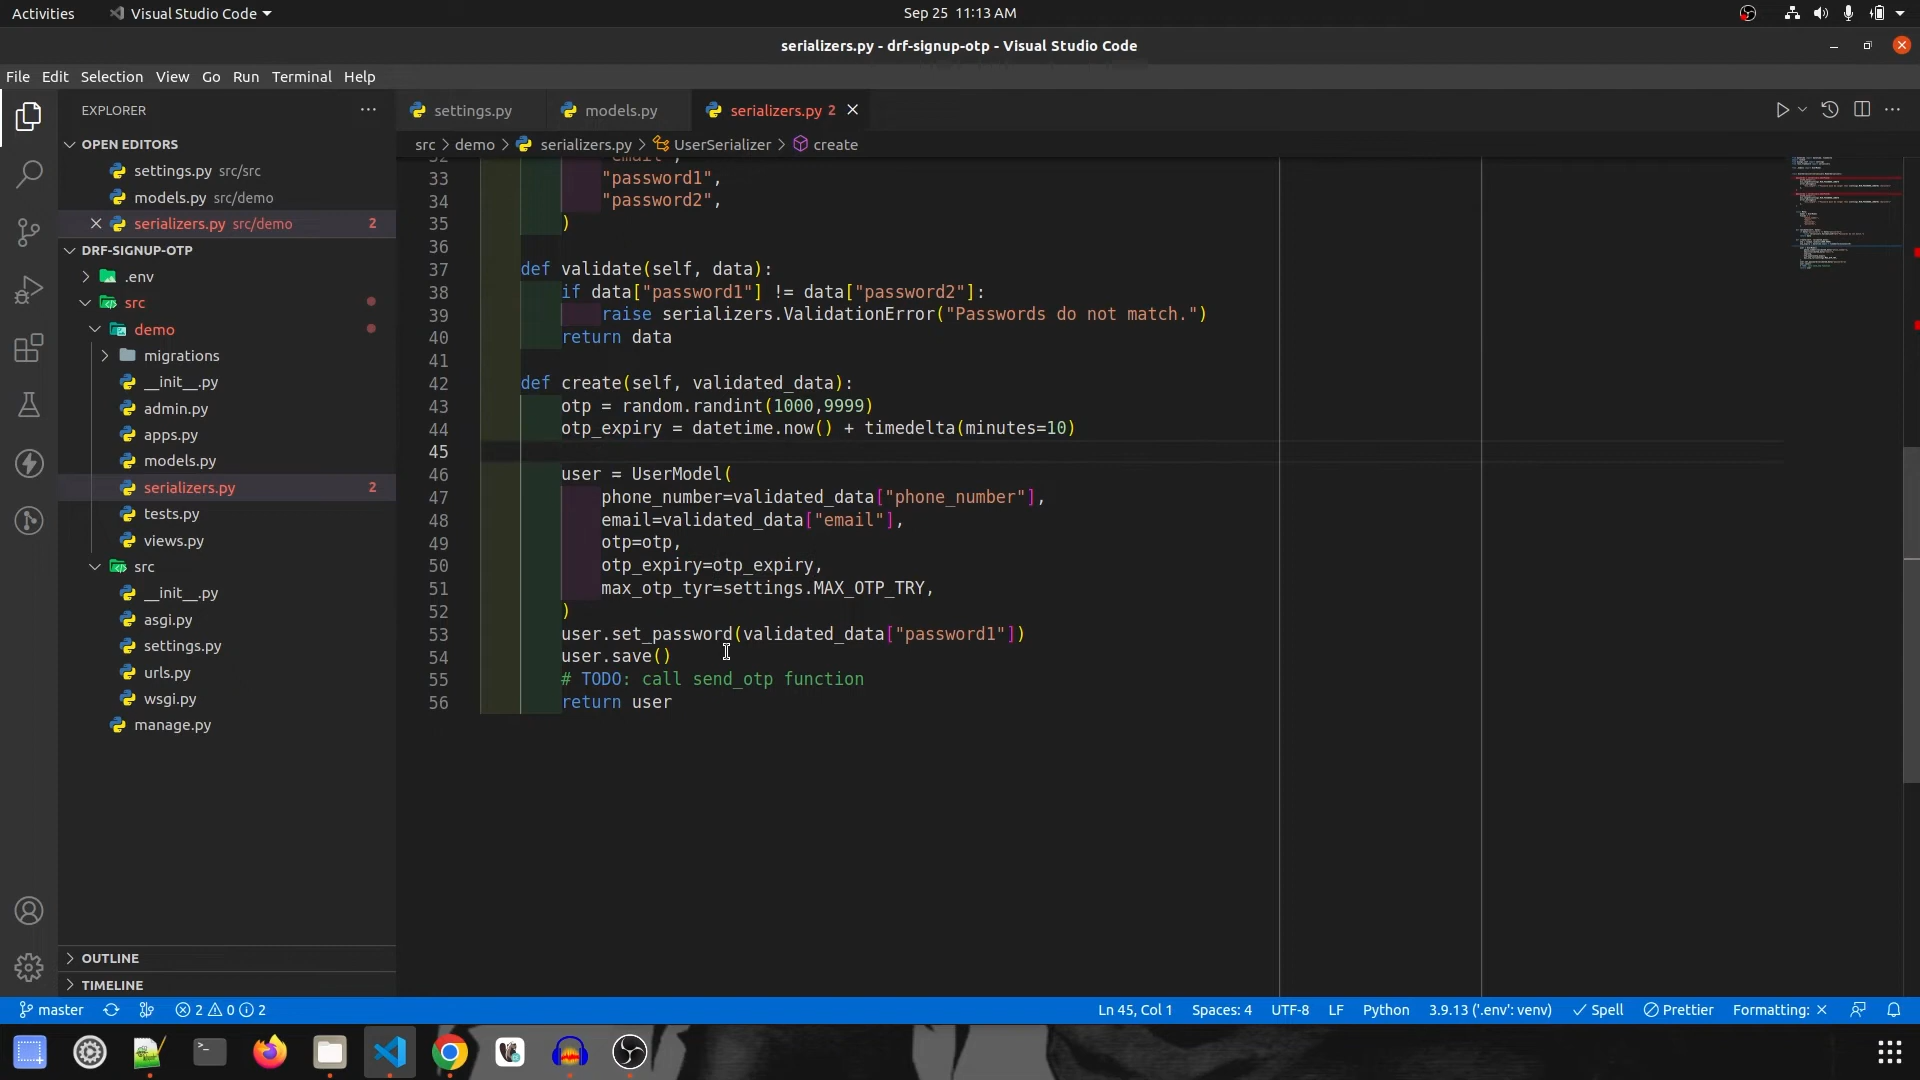 Activities
Visual Studio Code
Sep 25 11:13 AM
serializers.py - drf-signup-otp - Visual Studio Code
File Edit Selection View Go Run Terminal Help
EXPLORER
OPEN EDITORS
settings.py src/src
models.py src/demo
serializers.py src/demo 2
DRF-SIGNUP-OTP
.env
src
demo
migrations
__init__.py
admin.py
apps.py
models.py
serializers.py 2
tests.py
views.py
src
__init__.py
asgi.py
settings.py
urls.py
wsgi.py
manage.py
OUTLINE
TIMELINE
settings.py
models.py
serializers.py 2
src > demo > serializers.py > UserSerializer > create
32 "email",
33 "password1",
34 "password2",
35 )
36
37 def validate(self, data):
38 if data["password1"] != data["password2"]:
39 raise serializers.ValidationError("Passwords do not match.")
40 return data
41
42 def create(self, validated_data):
43 otp = random.randint(1000,9999)
44 otp_expiry = datetime.now() + timedelta(minutes=10)
45
46 user = UserModel(
47 phone_number=validated_data["phone_number"],
48 email=validated_data["email"],
49 otp=otp,
50 otp_expiry=otp_expiry,
51 max_otp_tyr=settings.MAX_OTP_TRY,
52 )
53 user.set_password(validated_data["password1"])
54 user.save()
55 # TODO: call send_otp function
56 return user
master 2 0 2
Ln 45, Col 1 Spaces: 4 UTF-8 LF Python 3.9.13 ('.env': venv) Spell Prettier Formatting: